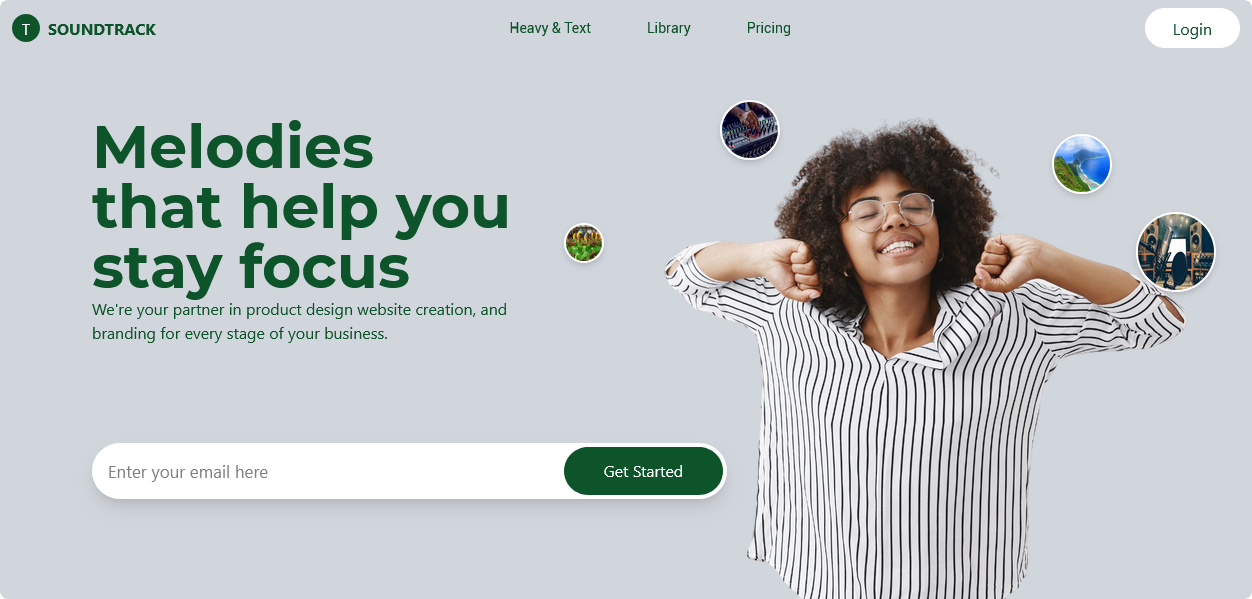 T SOUNDTRACK
Heavy & Text Library Pricing
Login
Melodies
that help you
stay focus
We're your partner in product design website creation, and
branding for every stage of your business.
Enter your email here
Get Started